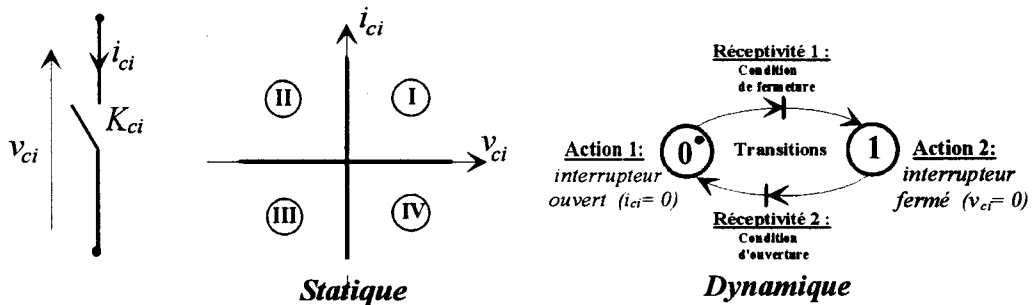 i_ci
v_ci
K_ci
i_ci
v_ci
II
I
III
IV
Statique
Réceptivité 1 :
Condition
de fermeture
Action 1:
interrupteur
ouvert (i_ci= 0)
0
Transitions
1
Action 2:
interrupteur
fermé (v_ci= 0)
Réceptivité 2 :
Condition
d'ouverture
Dynamique